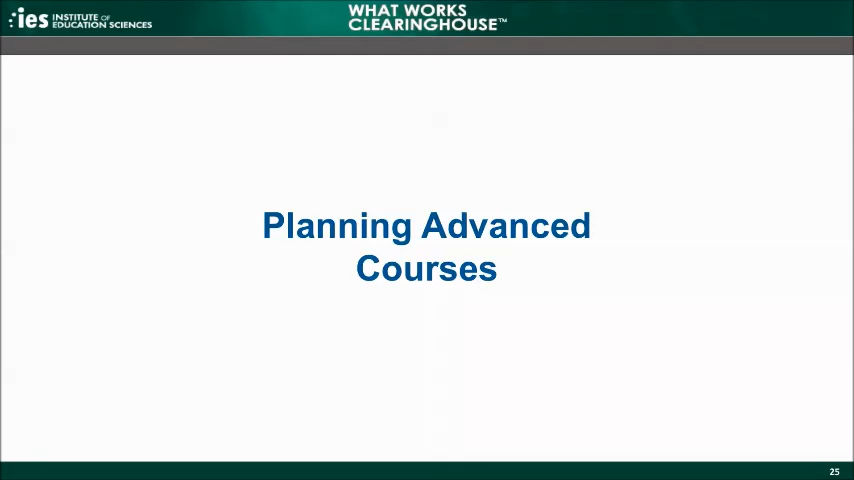 ies INSTITUTE OF
EDUCATION SCIENCES
WHAT WORKS
CLEARINGHOUSE™
Planning Advanced
Courses
25